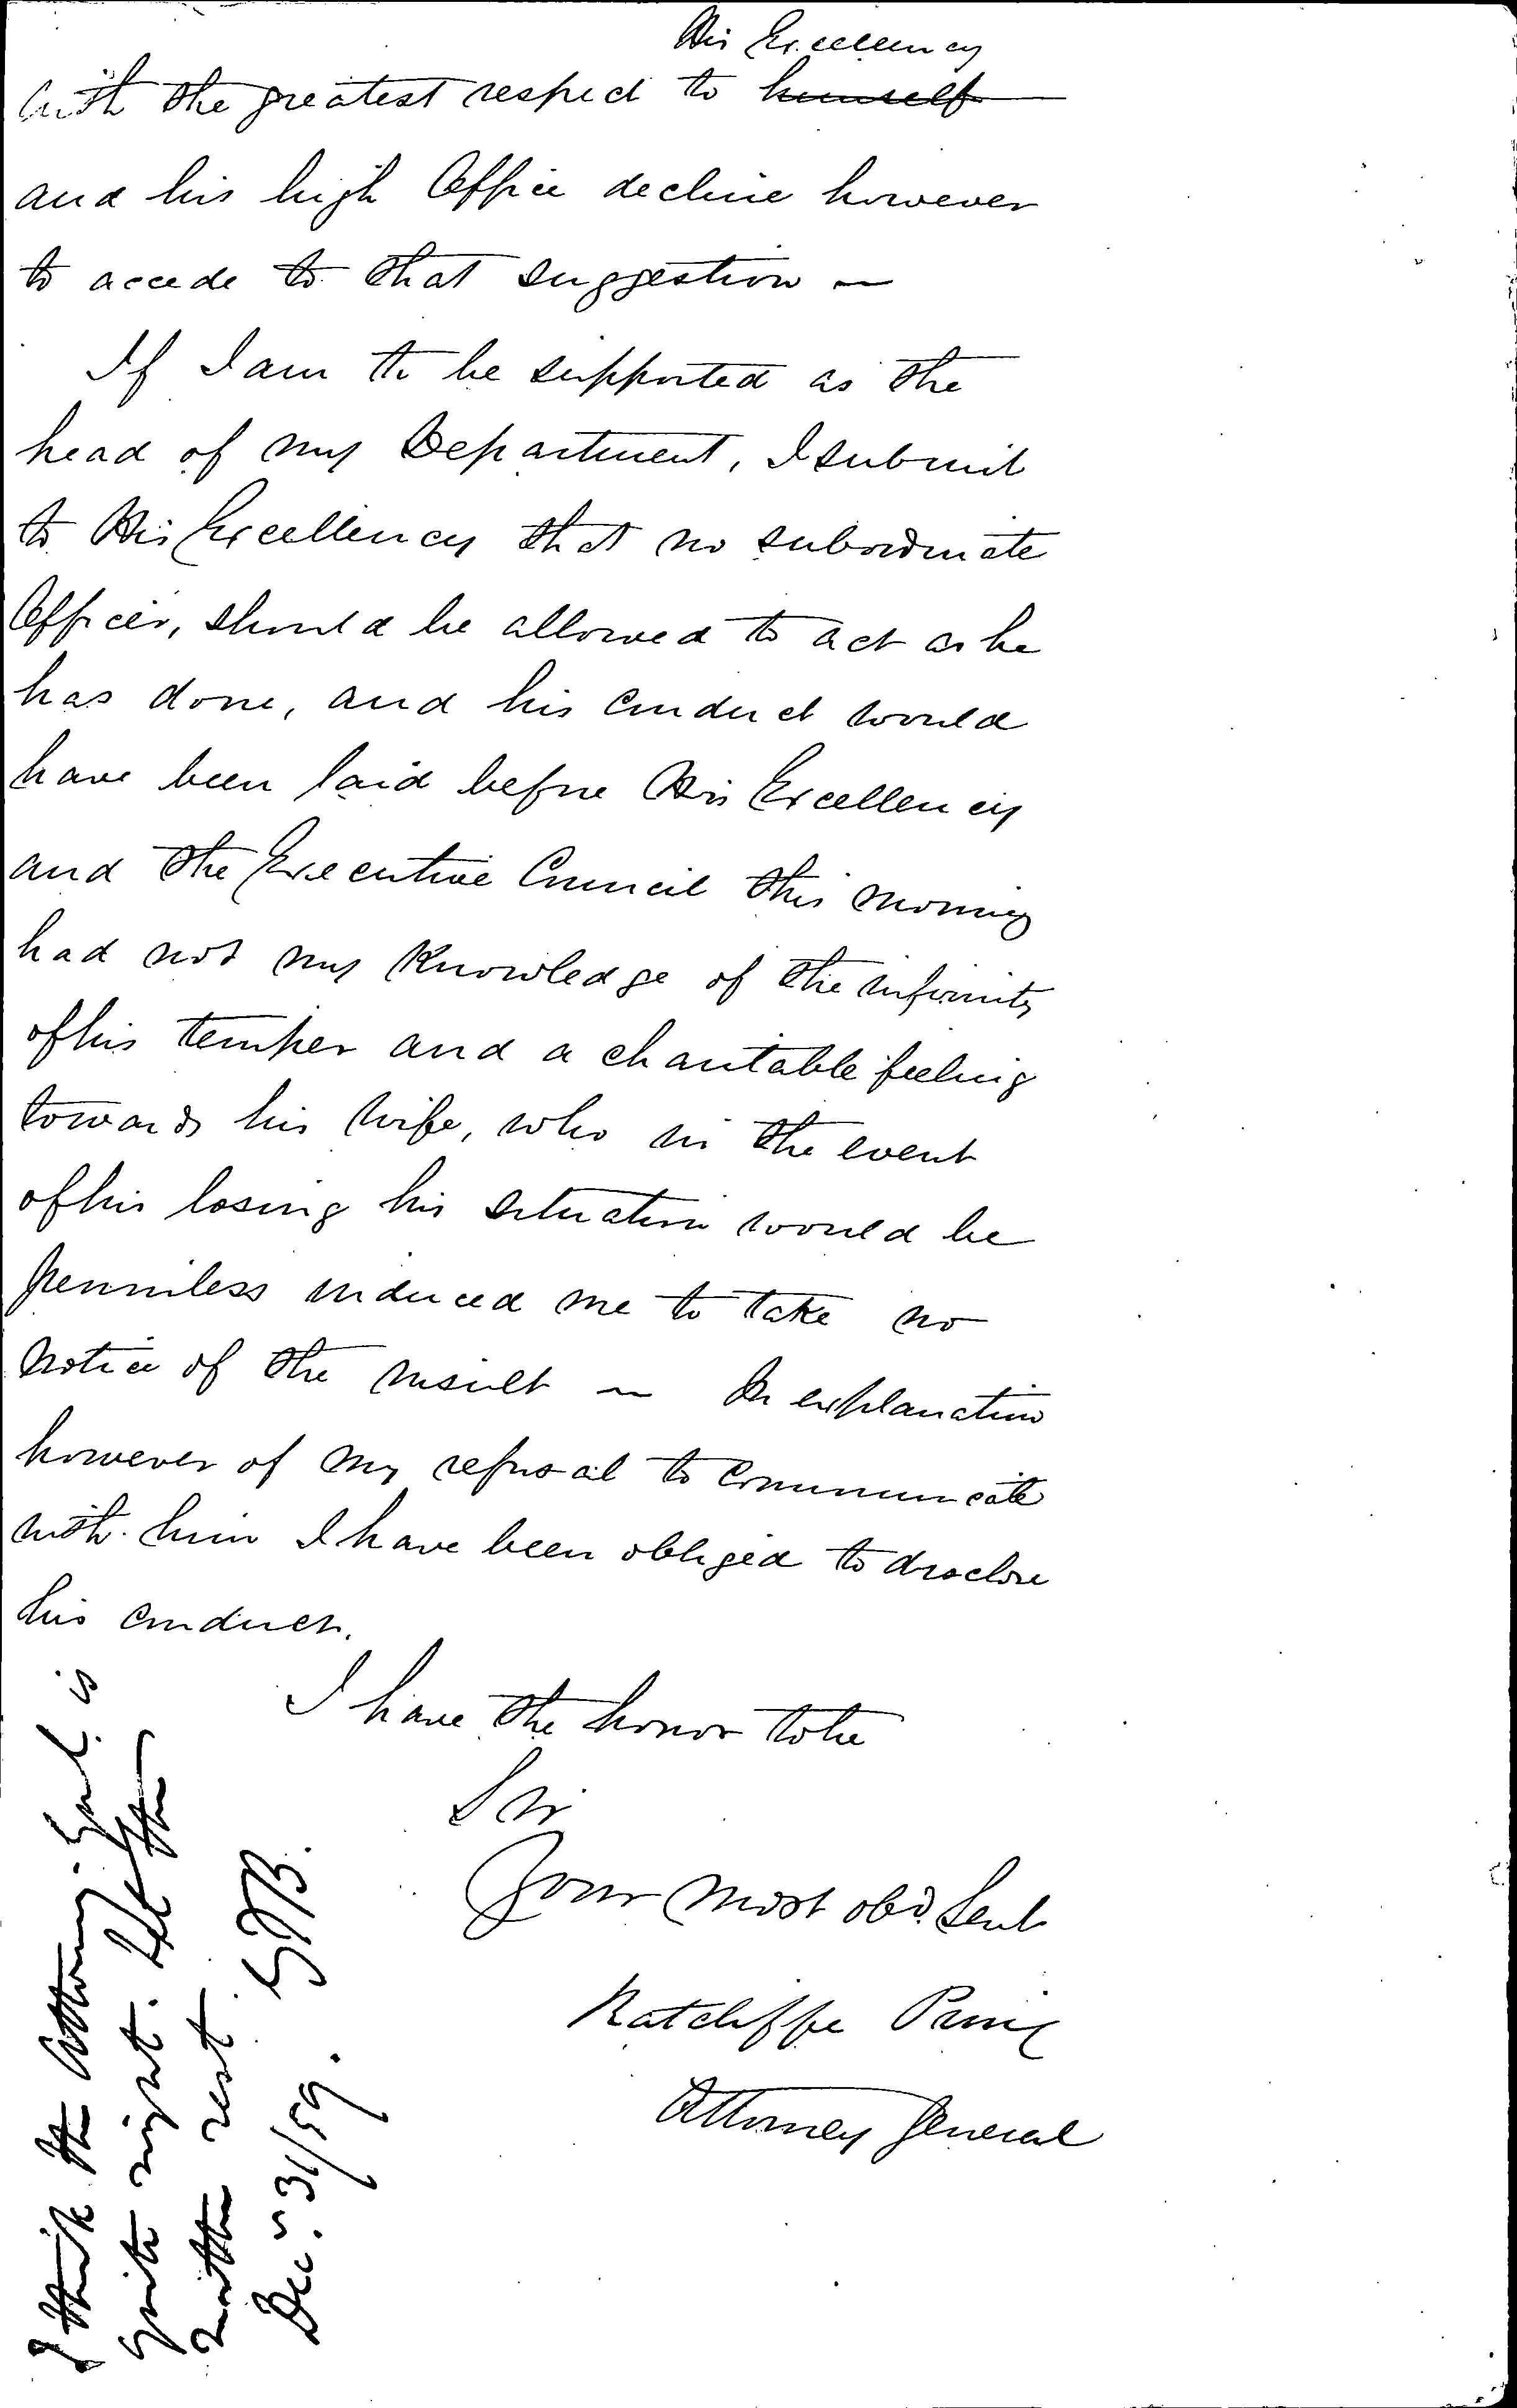 His Excellency
with the greatest respect to himself
and his high Office decline however
to accede to that suggestion –
If I am to be supported as the
head of my Department, I submit
to His Excellency that no subordinate
Officer, should be allowed to act as he
has done, and his conduct would
have been laid before His Excellency
and the Executive Council this morning
had not my knowledge of the infirmity
of his temper and a charitable feeling
towards his wife, who in the event
of his losing his situation would be
penniless induced me to take no
notice of the insult – In explanation
however of my refusal to communicate
with him I have been obliged to disclose
his conduct.
I have the honor to be
Sir
Your most obd. Sevt
Ratcliffe Pring
Attorney General
I think the Attorney Genl. is
quite right. Let the
matter rest
Decr. 31/59. GFB.